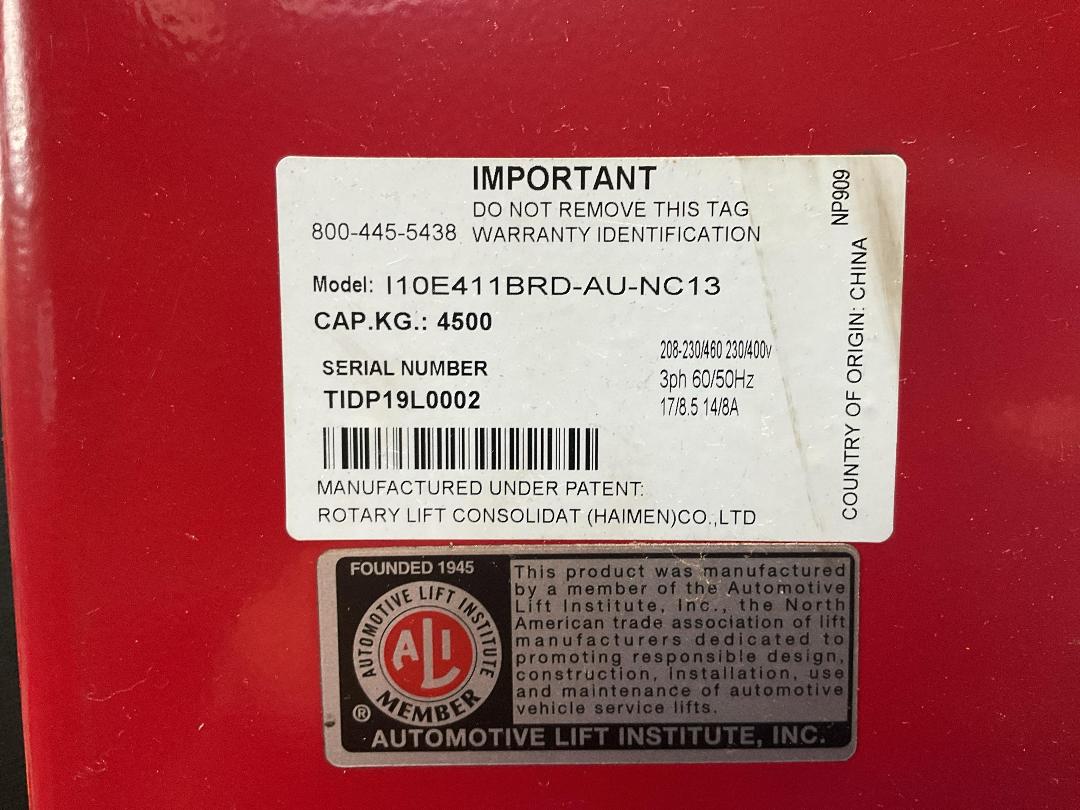 IMPORTANT
DO NOT REMOVE THIS TAG
800-445-5438 WARRANTY IDENTIFICATION
Model: I10E411BRD-AU-NC13
CAP.KG.: 4500
SERIAL NUMBER
TIDP19L0002
208-230/460 230/400v
3ph 60/50Hz
17/8.5 14/8A
MANUFACTURED UNDER PATENT:
ROTARY LIFT CONSOLIDAT (HAIMEN)CO.,LTD
COUNTRY OF ORIGIN: CHINA NP909
FOUNDED 1945
AUTOMOTIVE LIFT INSTITUTE
ALI
MEMBER
®
This product was manufactured
by a member of the Automotive
Lift Institute, Inc., the North
American trade association of lift
manufacturers dedicated to
promoting responsible design,
construction, installation, use
and maintenance of automotive
vehicle service lifts.
AUTOMOTIVE LIFT INSTITUTE, INC.